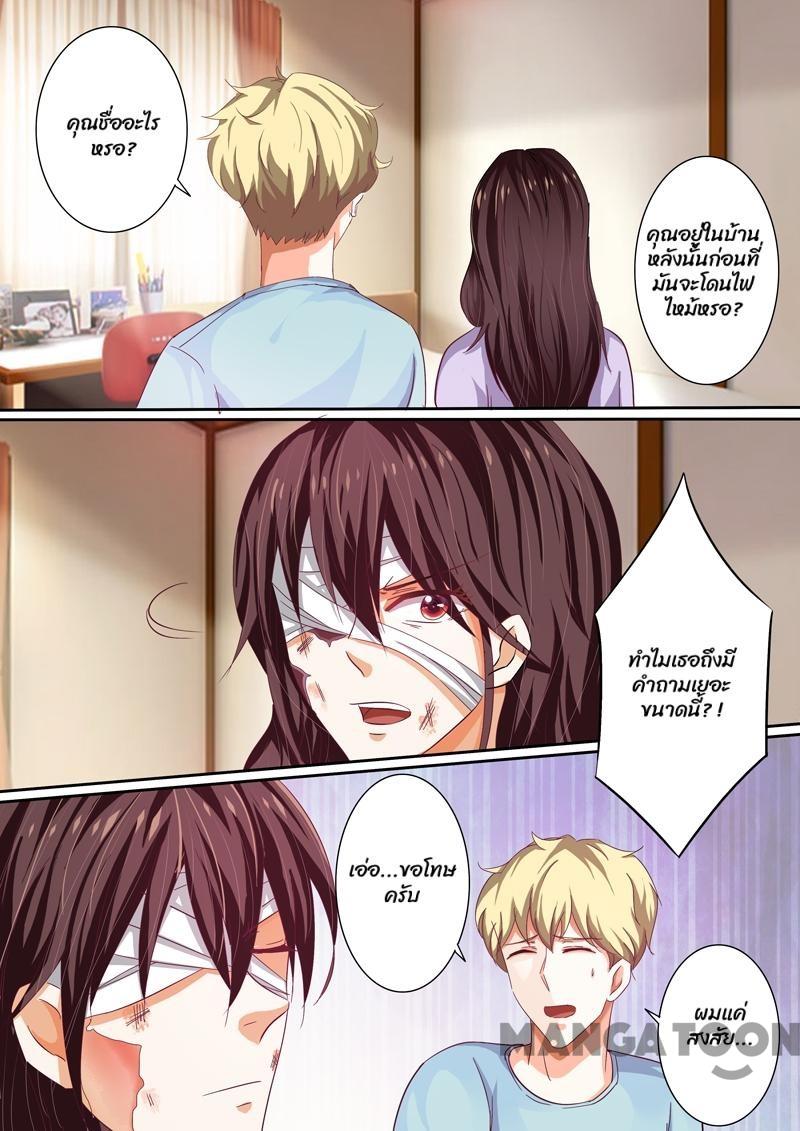 คุณชื่ออะไร
หรอ?
คุณอยู่ในบ้าน
หลังนั้นก่อนที่
มันจะโดนไฟ
ไหม้หรอ?
ทำไมเธอถึงมี
คำถามเยอะ
ขนาดนี้?!
เอ่อ...ขอโทษ
ครับ
ผมแค่
สงสัย...
MANGATOON